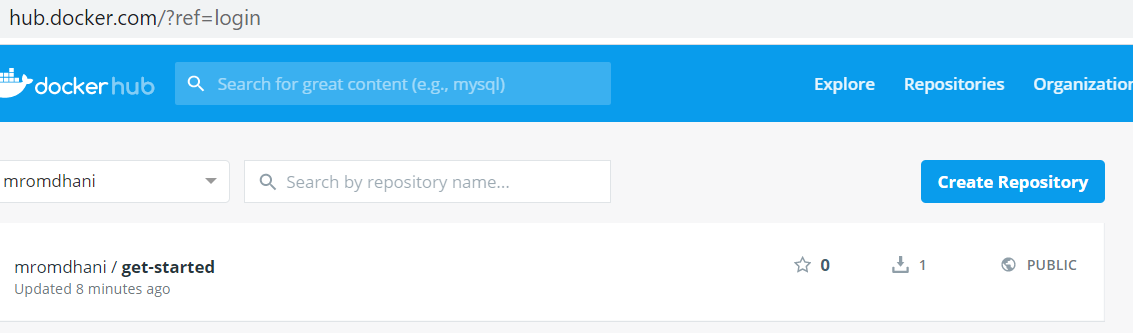 hub.docker.com/?ref=login
docker hub Search for great content (e.g., mysql) Explore Repositories Organization
mromdhani Search by repository name... Create Repository
mromdhani / get-started 0 1 PUBLIC
Updated 8 minutes ago